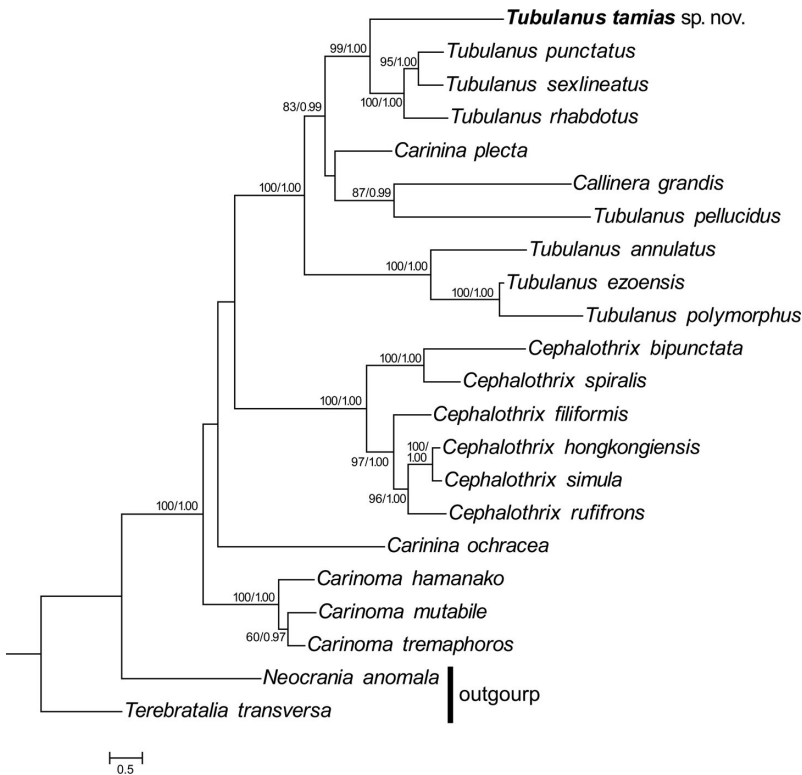 Tubulanus tamias sp. nov.
99/1.00
Tubulanus punctatus
95/1.00
Tubulanus sexlineatus
100/1.00
83/0.99
Tubulanus rhabdotus
Carinina plecta
100/1.00
87/0.99
Callinera grandis
Tubulanus pellucidus
Tubulanus annulatus
100/1.00
Tubulanus ezoensis
100/1.00
Tubulanus polymorphus
Cephalothrix bipunctata
100/1.00
Cephalothrix spiralis
100/1.00
Cephalothrix filiformis
100/
1.00
Cephalothrix hongkongiensis
97/1.00
Cephalothrix simula
96/1.00
Cephalothrix rufifrons
100/1.00
Carinina ochracea
Carinoma hamanako
100/1.00
Carinoma mutabile
60/0.97
Carinoma tremaphoros
Neocrania anomala
outgourp
Terebratalia transversa
0.5